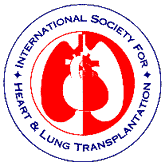 INTERNATIONAL SOCIETY FOR
HEART & LUNG TRANSPLANTATION